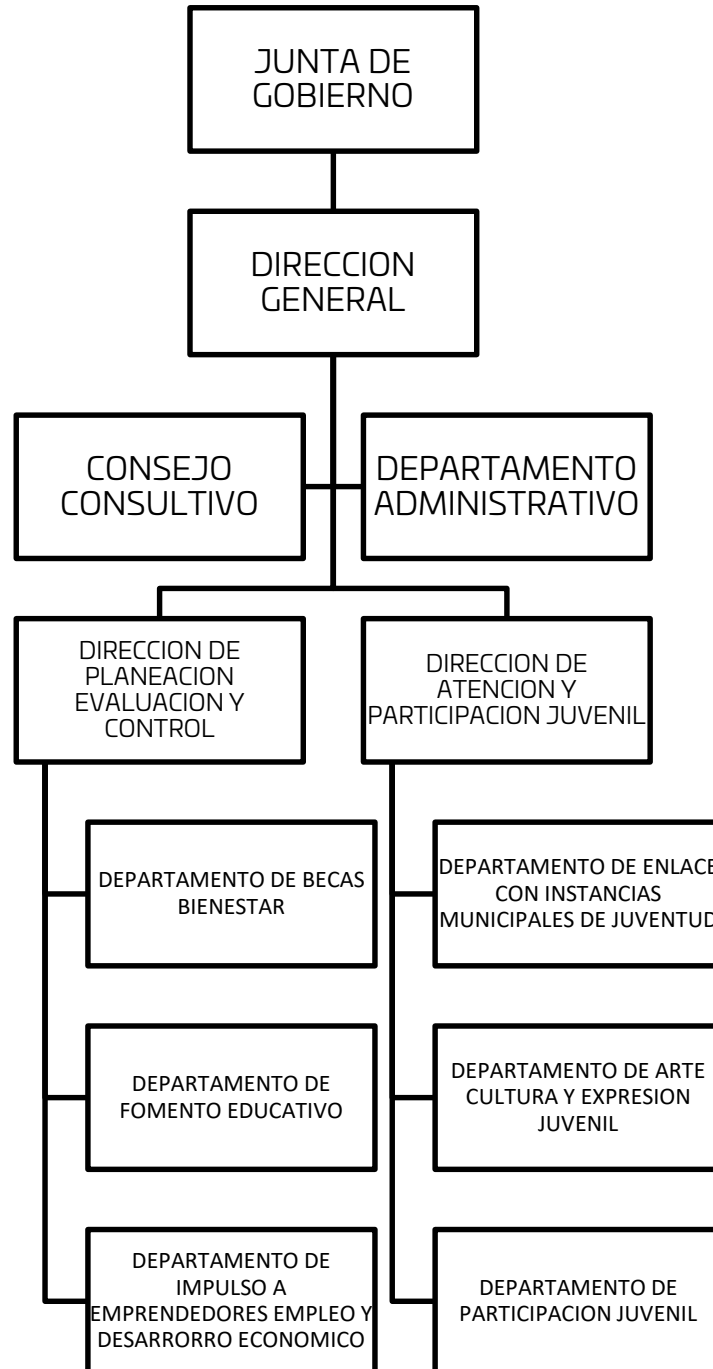 JUNTA DE
GOBIERNO
DIRECCION
GENERAL
CONSEJO
CONSULTIVO
DEPARTAMENTO
ADMINISTRATIVO
DIRECCION DE
PLANEACION
EVALUACION Y
CONTROL
DIRECCION DE
ATENCION Y
PARTICIPACION JUVENIL
DEPARTAMENTO DE BECAS
BIENESTAR
DEPARTAMENTO DE ENLACE
CON INSTANCIAS
MUNICIPALES DE JUVENTUD
DEPARTAMENTO DE
FOMENTO EDUCATIVO
DEPARTAMENTO DE ARTE
CULTURA Y EXPRESION
JUVENIL
DEPARTAMENTO DE
IMPULSO A
EMPRENDEDORES EMPLEO Y
DESARRORRO ECONOMICO
DEPARTAMENTO DE
PARTICIPACION JUVENIL